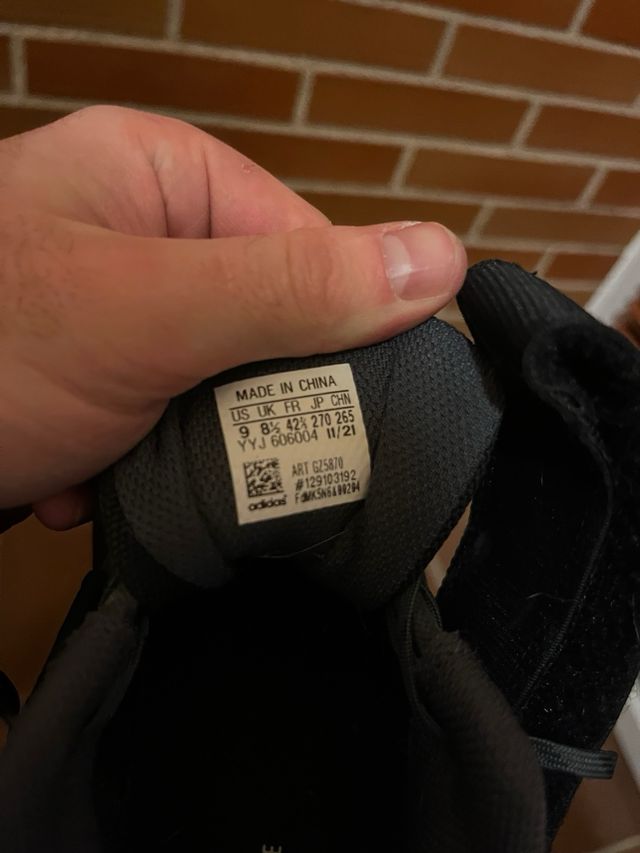 MADE IN CHINA
US UK FR JP CHN
9 8½ 42⅔ 270 265
YYJ 606004 11/21
ART GZ5870
#129103192
adidas